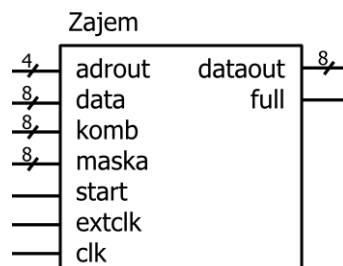 Zajem
4 adrout dataout 8
8 data full
8 komb
8 maska
start
extclk
clk